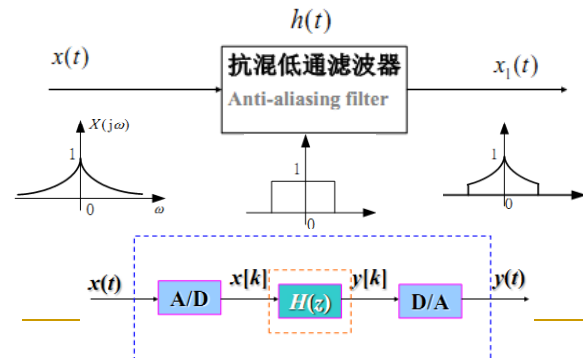 h(t)
x(t) 抗混低通滤波器 x₁(t)
Anti-aliasing filter
X(jω)
1 1 1
0 ω 0 0
x(t) x[k] y[k] y(t)
A/D H(z) D/A